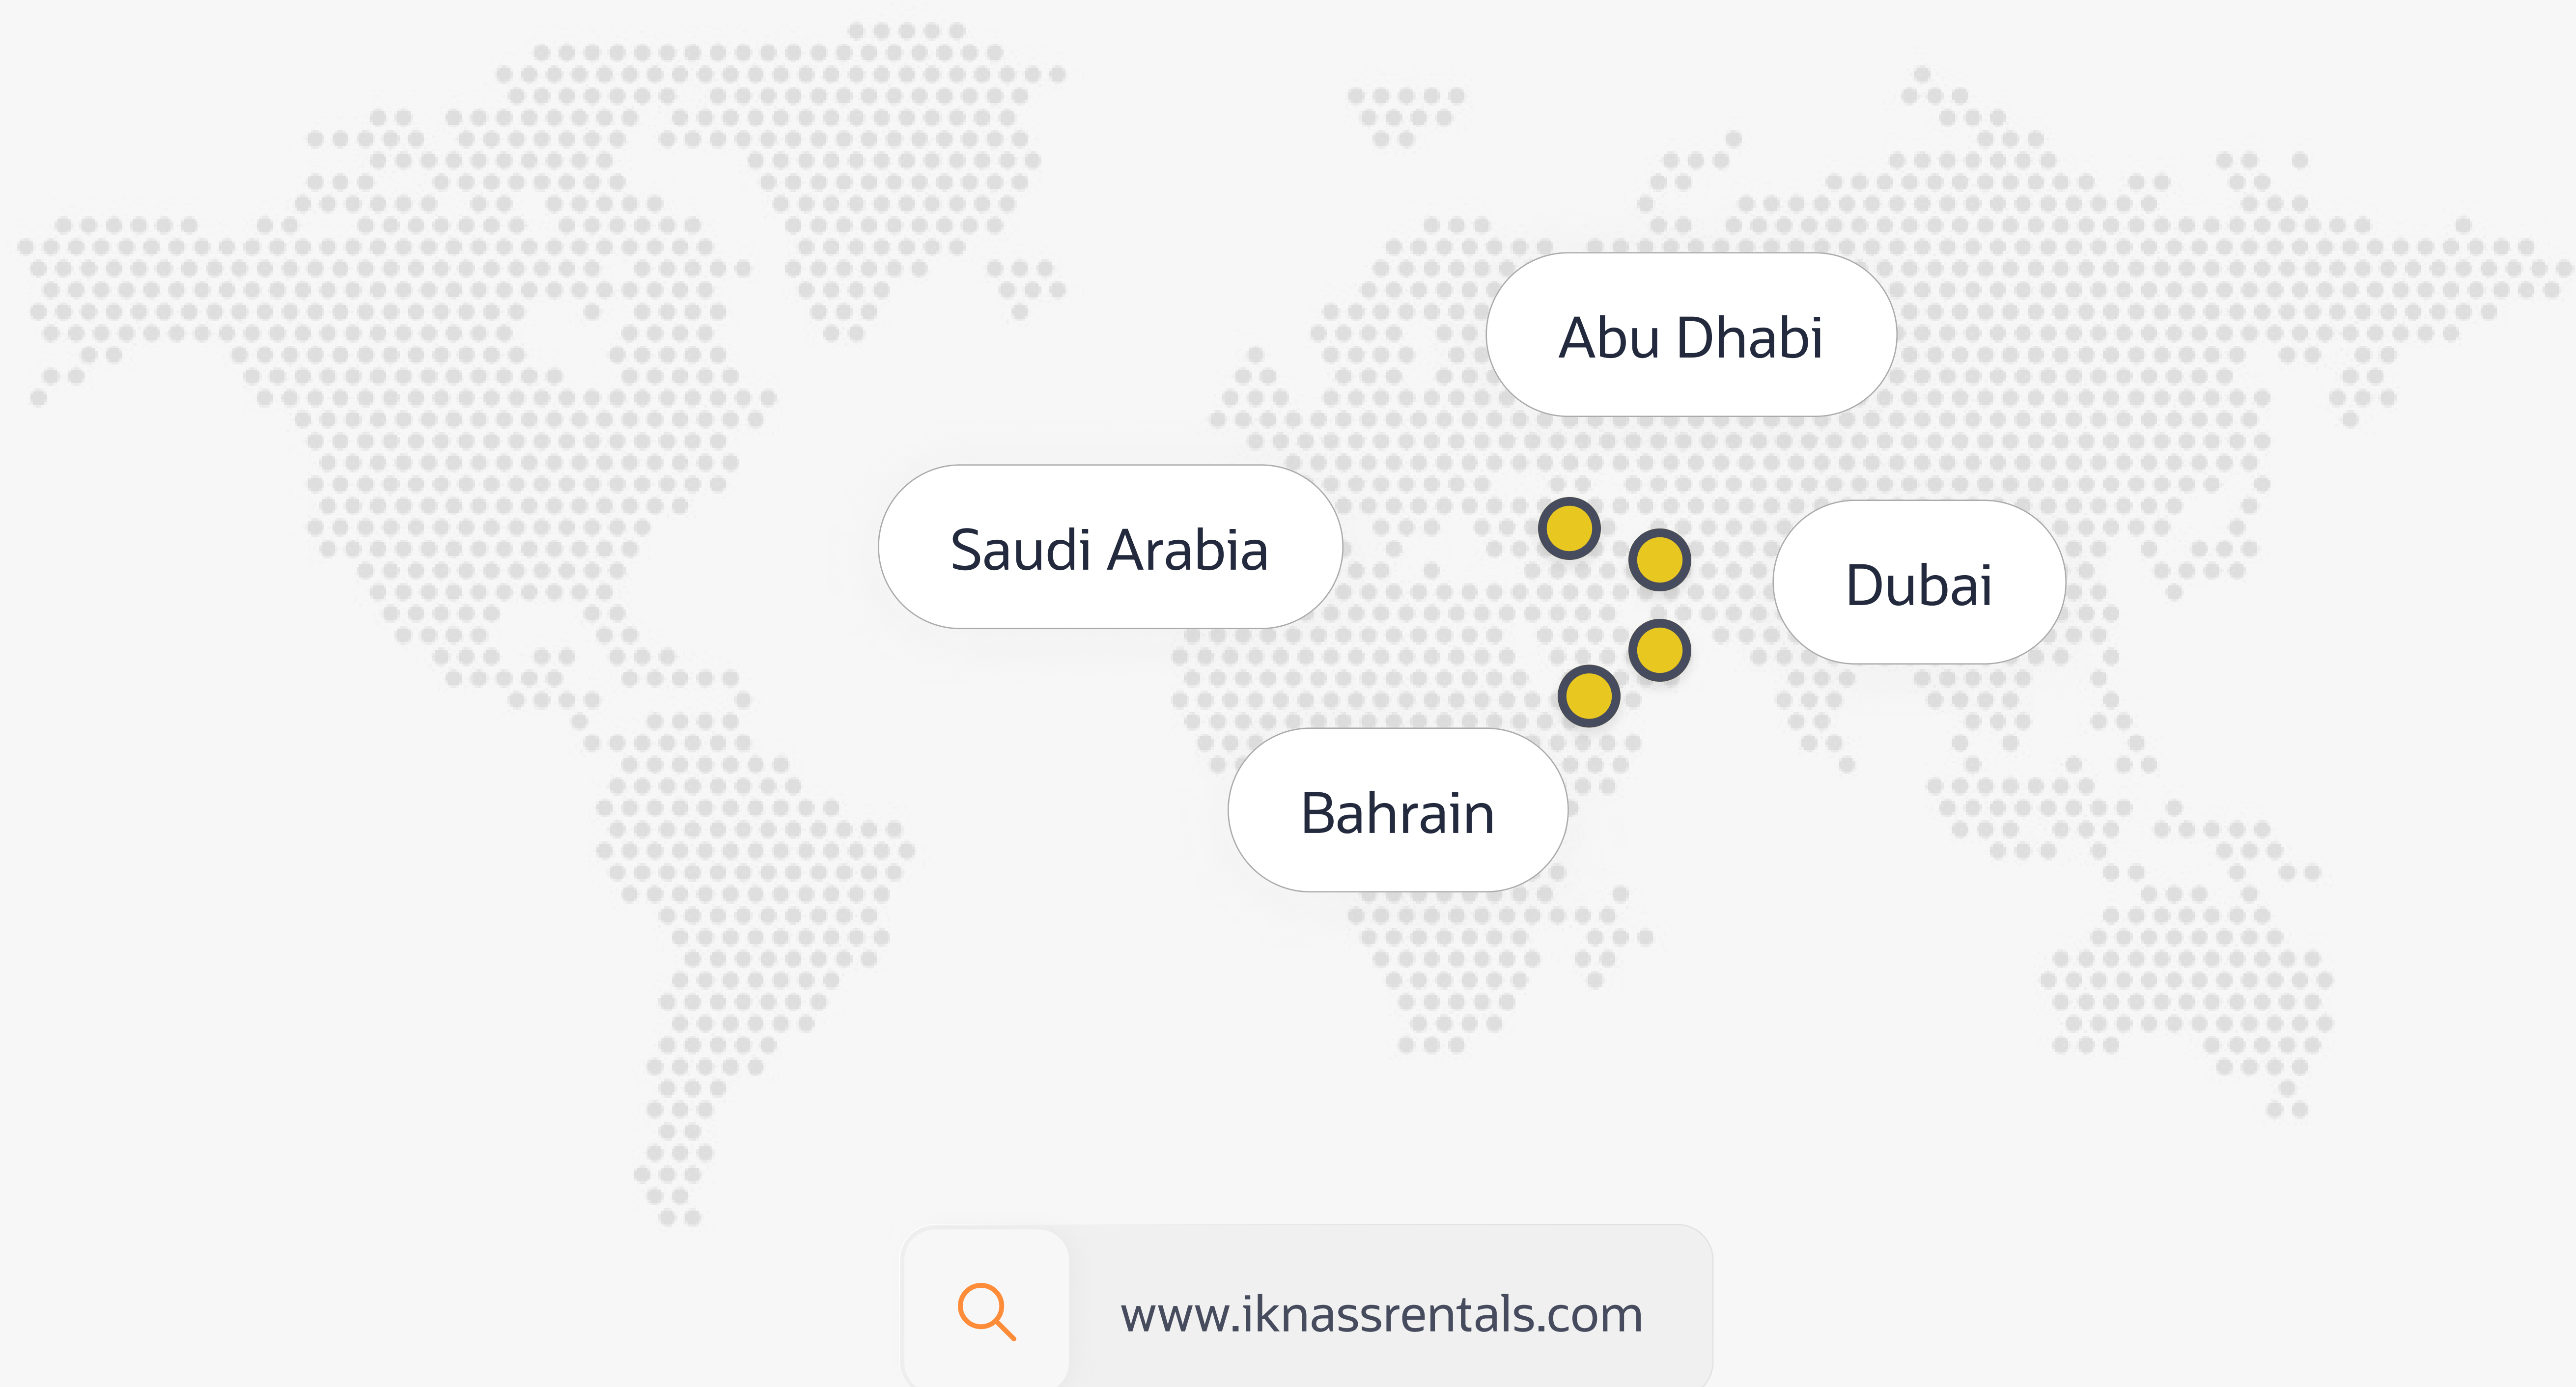 Abu Dhabi
Saudi Arabia
Dubai
Bahrain
www.iknassrentals.com